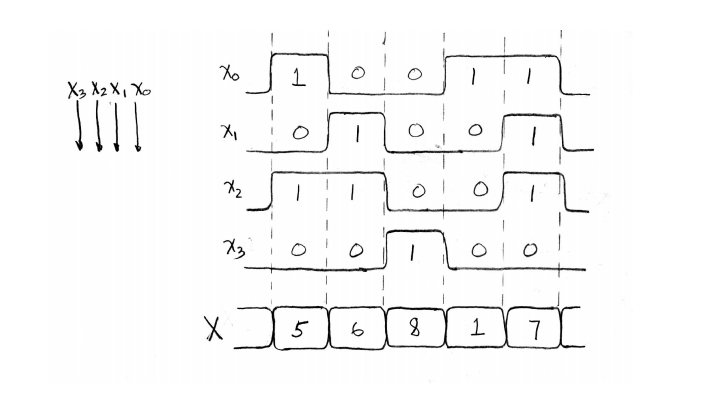 X₀ 1 0 0 1 1
X₃ X₂ X₁ X₀
X₁ 0 1 0 0 1
X₂ 1 1 0 0 1
X₃ 0 0 1 0 0
X 5 6 8 1 7